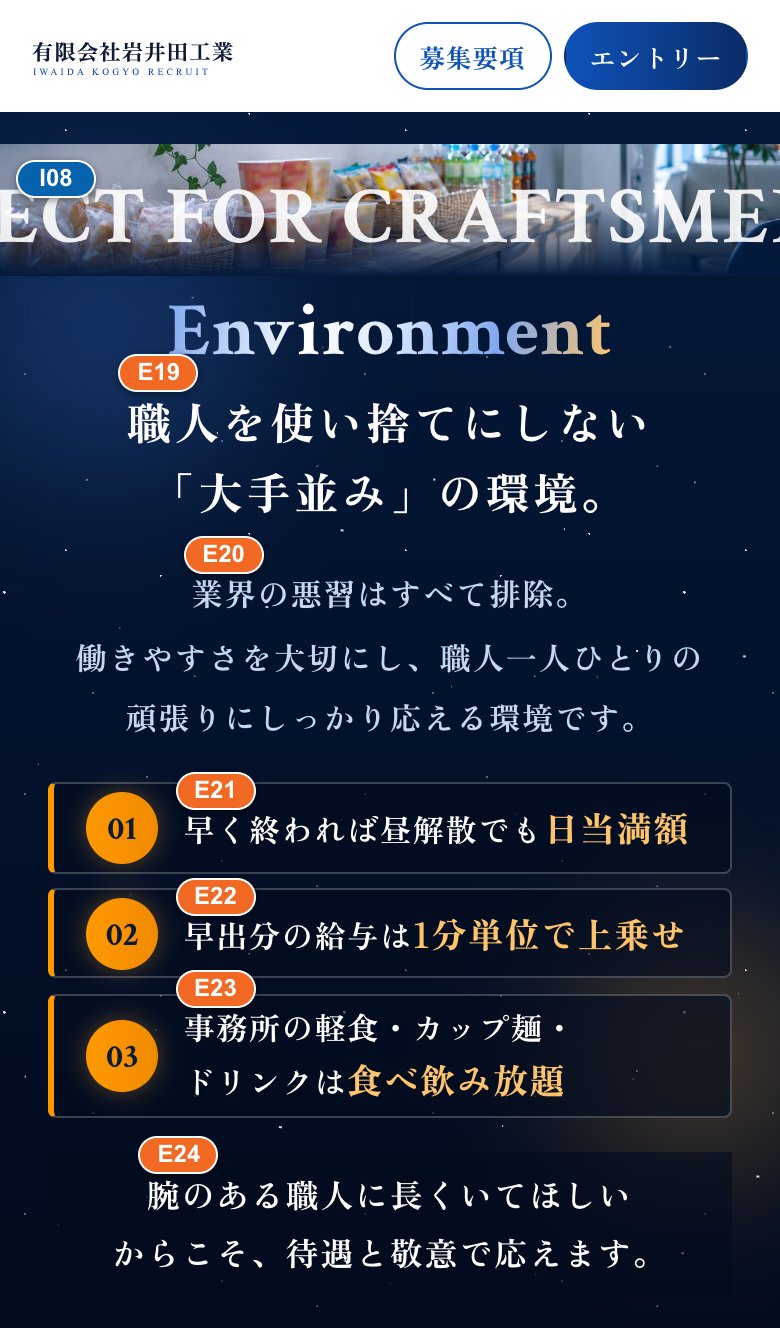 有限会社岩井田工業
IWAIDA KOGYO RECRUIT
募集要項
エントリー
I08
ECT FOR CRAFTSME
Environment
E19
職人を使い捨てにしない
「大手並み」の環境。
E20
業界の悪習はすべて排除。
働きやすさを大切にし、職人一人ひとりの
頑張りにしっかり応える環境です。
E21
01
早く終われば昼解散でも日当満額
E22
02
早出分の給与は1分単位で上乗せ
E23
03
事務所の軽食・カップ麺・
ドリンクは食べ飲み放題
E24
腕のある職人に長くいてほしい
からこそ、待遇と敬意で応えます。